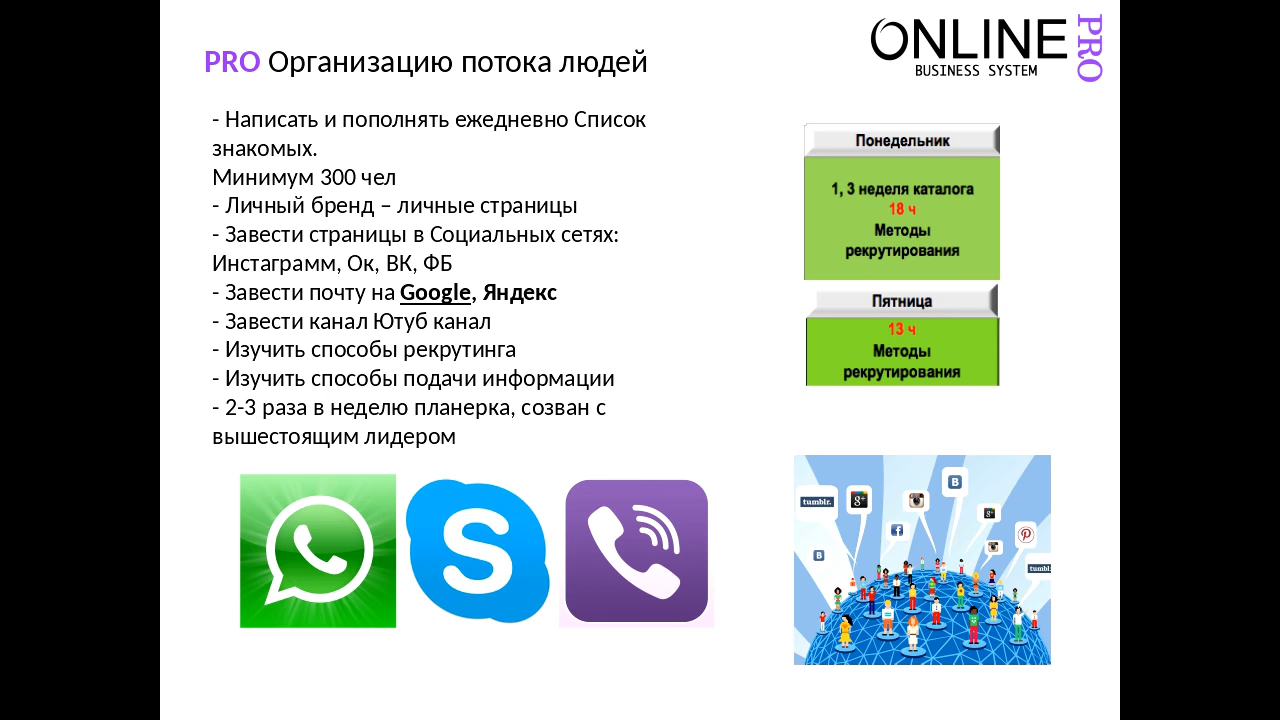 PRO Организацию потока людей
ONLINE
BUSINESS SYSTEM
PRO
- Написать и пополнять ежедневно Список
знакомых.
Минимум 300 чел
- Личный бренд – личные страницы
- Завести страницы в Социальных сетях:
Инстаграмм, Ок, ВК, ФБ
- Завести почту на Google, Яндекс
- Завести канал Ютуб канал
- Изучить способы рекрутинга
- Изучить способы подачи информации
- 2-3 раза в неделю планерка, созван с
вышестоящим лидером
Понедельник
1, 3 неделя каталога
18 ч
Методы
рекрутирования
Пятница
13 ч
Методы
рекрутирования
S
tumblr.
g+
B
f
g+
B
tumbl